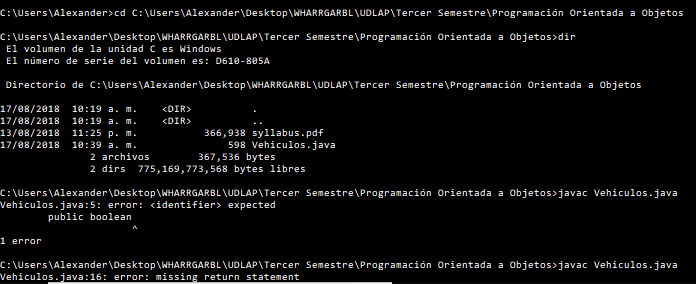 C:\Users\Alexander>cd C:\Users\Alexander\Desktop\WHARRGARBL\UDLAP\Tercer Semestre\Programación Orientada a Objetos
C:\Users\Alexander\Desktop\WHARRGARBL\UDLAP\Tercer Semestre\Programación Orientada a Objetos>dir
El volumen de la unidad C es Windows
El número de serie del volumen es: D610-805A
Directorio de C:\Users\Alexander\Desktop\WHARRGARBL\UDLAP\Tercer Semestre\Programación Orientada a Objetos
17/08/2018 10:19 a. m. <DIR> .
17/08/2018 10:19 a. m. <DIR> ..
13/08/2018 11:25 p. m. 366,938 syllabus.pdf
17/08/2018 10:39 a. m. 598 Vehiculos.java
2 archivos 367,536 bytes
2 dirs 775,169,773,568 bytes libres
C:\Users\Alexander\Desktop\WHARRGARBL\UDLAP\Tercer Semestre\Programación Orientada a Objetos>javac Vehiculos.java
Vehiculos.java:5: error: <identifier> expected
public boolean
^
1 error
C:\Users\Alexander\Desktop\WHARRGARBL\UDLAP\Tercer Semestre\Programación Orientada a Objetos>javac Vehiculos.java
Vehiculos.java:16: error: missing return statement